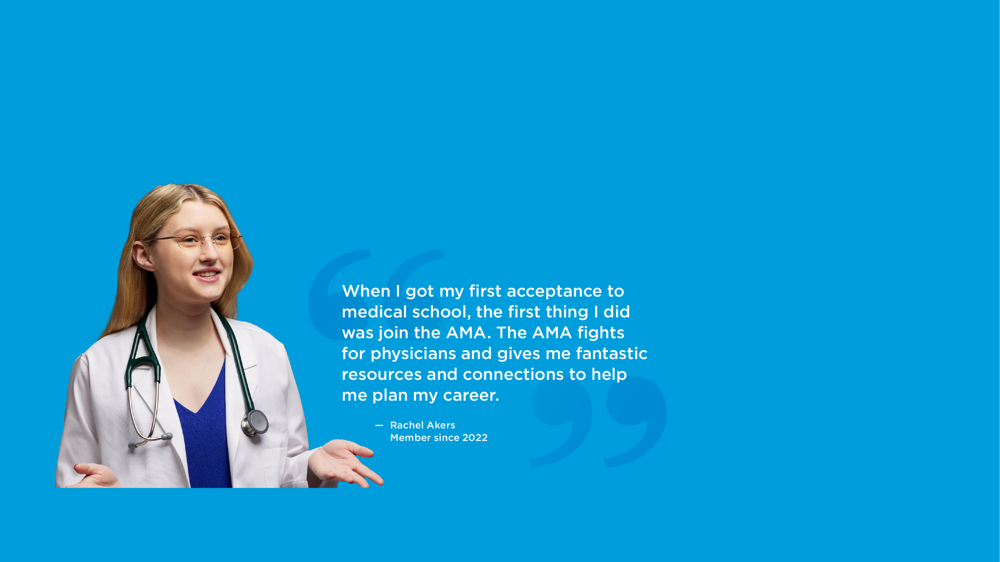 When I got my first acceptance to
medical school, the first thing I did
was join the AMA. The AMA fights
for physicians and gives me fantastic
resources and connections to help
me plan my career.
— Rachel Akers
Member since 2022